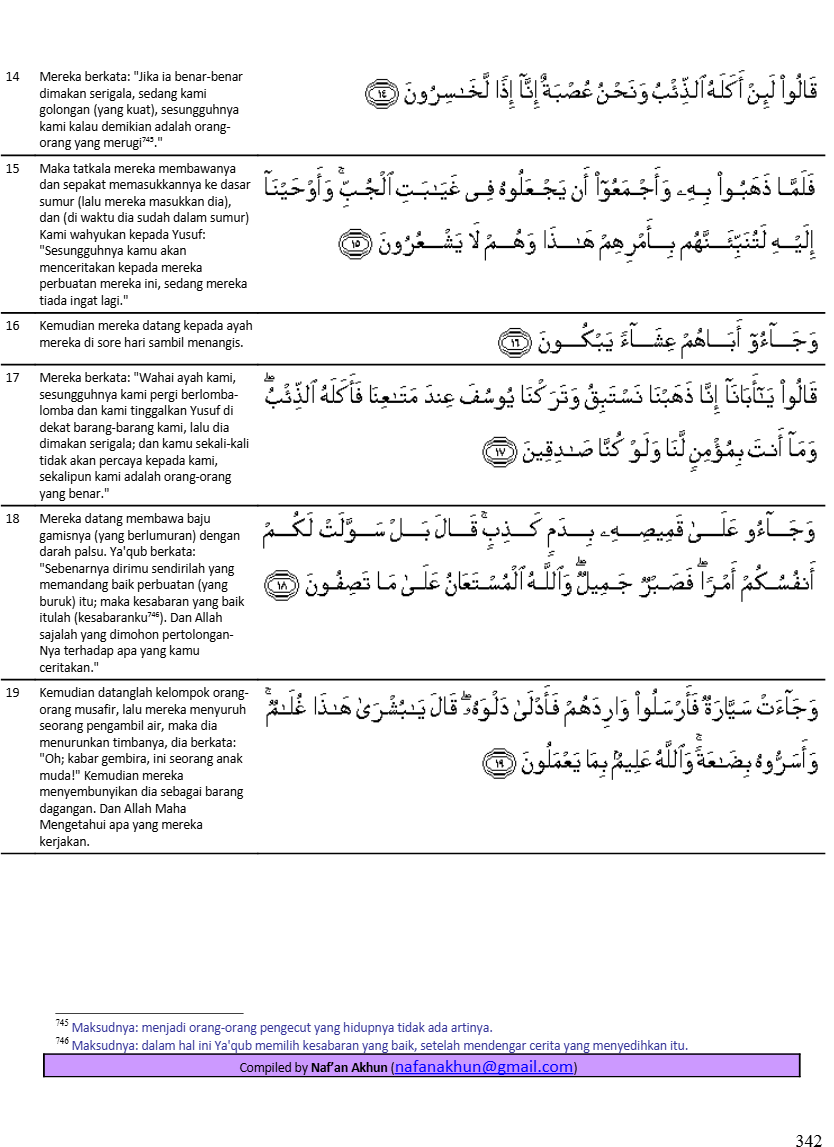 14
Mereka berkata: "Jika ia benar-benar
dimakan serigala, sedang kami
golongan (yang kuat), sesungguhnya
kami kalau demikian adalah orang-
orang yang merugi⁷⁴⁵."
قَالُوا۟ لَئِنْ أَكَلَهُ ٱلذِّئْبُ وَنَحْنُ عُصْبَةٌ إِنَّآ إِذًا لَّخَـٰسِرُونَ ﴿١٤﴾
15
Maka tatkala mereka membawanya
dan sepakat memasukkannya ke dasar
sumur (lalu mereka masukkan dia),
dan (di waktu dia sudah dalam sumur)
Kami wahyukan kepada Yusuf:
"Sesungguhnya kamu akan
menceritakan kepada mereka
perbuatan mereka ini, sedang mereka
tiada ingat lagi."
فَلَمَّا ذَهَبُوا۟ بِهِۦ وَأَجْمَعُوٓا۟ أَن يَجْعَلُوهُ فِى غَيَـٰبَتِ ٱلْجُبِّ ۚ وَأَوْحَيْنَآ
إِلَيْهِ لَتُنَبِّئَنَّهُم بِأَمْرِهِمْ هَـٰذَا وَهُمْ لَا يَشْعُرُونَ ﴿١٥﴾
16
Kemudian mereka datang kepada ayah
mereka di sore hari sambil menangis.
وَجَآءُوٓ أَبَاهُمْ عِشَآءً يَبْكُونَ ﴿١٦﴾
17
Mereka berkata: "Wahai ayah kami,
sesungguhnya kami pergi berlomba-
lomba dan kami tinggalkan Yusuf di
dekat barang-barang kami, lalu dia
dimakan serigala; dan kamu sekali-kali
tidak akan percaya kepada kami,
sekalipun kami adalah orang-orang
yang benar."
قَالُوا۟ يَـٰٓأَبَانَآ إِنَّا ذَهَبْنَا نَسْتَبِقُ وَتَرَكْنَا يُوسُفَ عِندَ مَتَـٰعِنَا فَأَكَلَهُ ٱلذِّئْبُ ۖ
وَمَآ أَنتَ بِمُؤْمِنٍ لَّنَا وَلَوْ كُنَّا صَـٰدِقِينَ ﴿١٧﴾
18
Mereka datang membawa baju
gamisnya (yang berlumuran) dengan
darah palsu. Ya'qub berkata:
"Sebenarnya dirimu sendirilah yang
memandang baik perbuatan (yang
buruk) itu; maka kesabaran yang baik
itulah (kesabaranku⁷⁴⁶). Dan Allah
sajalah yang dimohon pertolongan-
Nya terhadap apa yang kamu
ceritakan."
وَجَآءُو عَلَىٰ قَمِيصِهِۦ بِدَمٍ كَذِبٍ ۚ قَالَ بَلْ سَوَّلَتْ لَكُمْ
أَنفُسُكُمْ أَمْرًا ۖ فَصَبْرٌ جَمِيلٌ ۖ وَٱللَّهُ ٱلْمُسْتَعَانُ عَلَىٰ مَا تَصِفُونَ ﴿١٨﴾
19
Kemudian datanglah kelompok orang-
orang musafir, lalu mereka menyuruh
seorang pengambil air, maka dia
menurunkan timbanya, dia berkata:
"Oh; kabar gembira, ini seorang anak
muda!" Kemudian mereka
menyembunyikan dia sebagai barang
dagangan. Dan Allah Maha
Mengetahui apa yang mereka
kerjakan.
وَجَآءَتْ سَيَّارَةٌ فَأَرْسَلُوا۟ وَارِدَهُمْ فَأَدْلَىٰ دَلْوَهُۥ ۖ قَالَ يَـٰبُشْرَىٰ هَـٰذَا غُلَـٰمٌ ۚ
وَأَسَرُّوهُ بِضَـٰعَةً ۚ وَٱللَّهُ عَلِيمٌۢ بِمَا يَعْمَلُونَ ﴿١٩﴾
⁷⁴⁵ Maksudnya: menjadi orang-orang pengecut yang hidupnya tidak ada artinya.
⁷⁴⁶ Maksudnya: dalam hal ini Ya'qub memilih kesabaran yang baik, setelah mendengar cerita yang menyedihkan itu.
Compiled by Naf’an Akhun (nafanakhun@gmail.com)
342